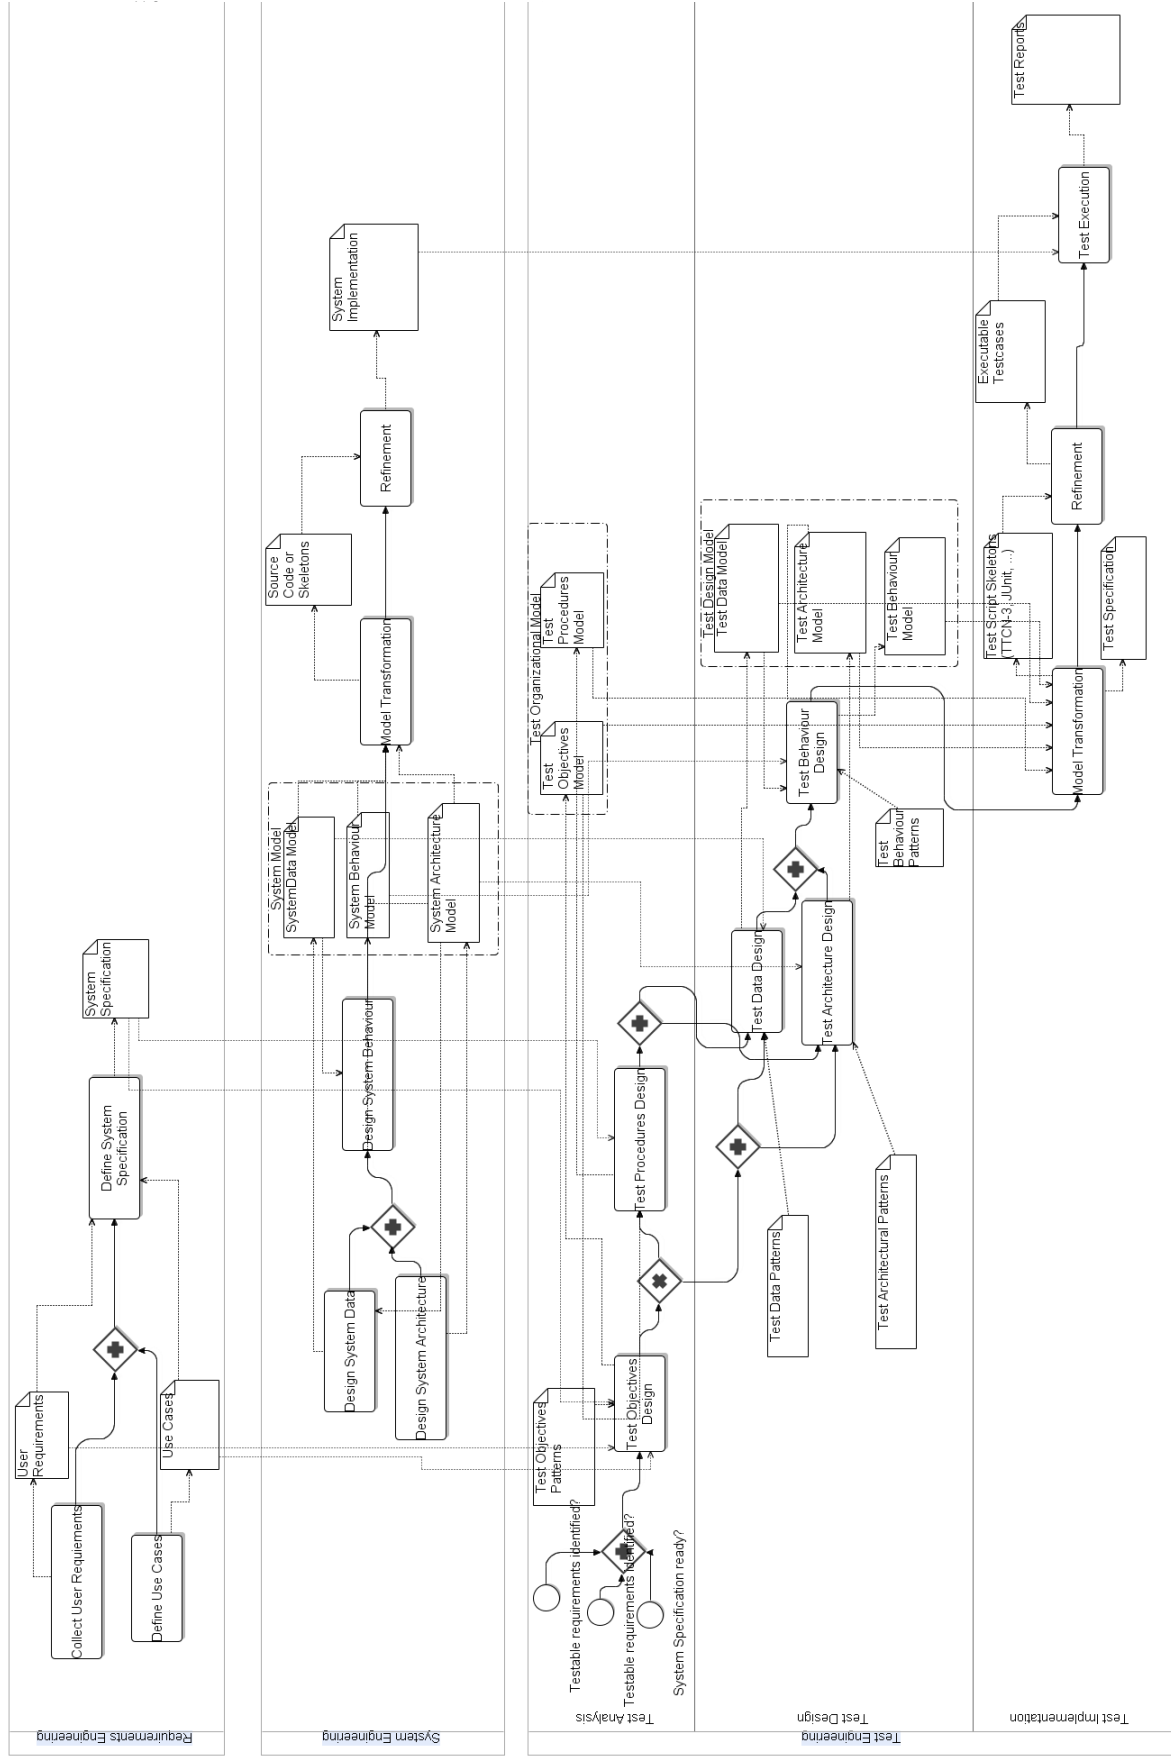 Requirements Engineering
Collect User Requiements
Define Use Cases
User
Requirements
Use Cases
Define System
Specification
System
Specification
System Engineering
Design System Data
Design System Architecture
Design System Behaviour
System Model
SystemData Model
System Behaviour
Model
System Architecture
Model
Model Transformation
Source
Code or
Skeletons
Refinement
System
Implementation
Test Engineering
Test Analysis
Testable requirements identified?
Testable requirements identified?
System Specification ready?
Test Objectives
Patterns
Test Objectives
Design
Test Procedures Design
Test Organizational Model
Test
Objectives
Model
Test
Procedures
Model
Test Design
Test Data Patterns
Test Architectural Patterns
Test Data Design
Test Architecture Design
Test
Behaviour
Patterns
Test Behaviour
Design
Test Design Model
Test Data Model
Test Architecture
Model
Test Behaviour
Model
Test Implementation
Model Transformation
Test Script Skeletons
(TTCN-3, JUnit, ...)
Test Specification
Refinement
Executable
Testcases
Test Execution
Test Reports